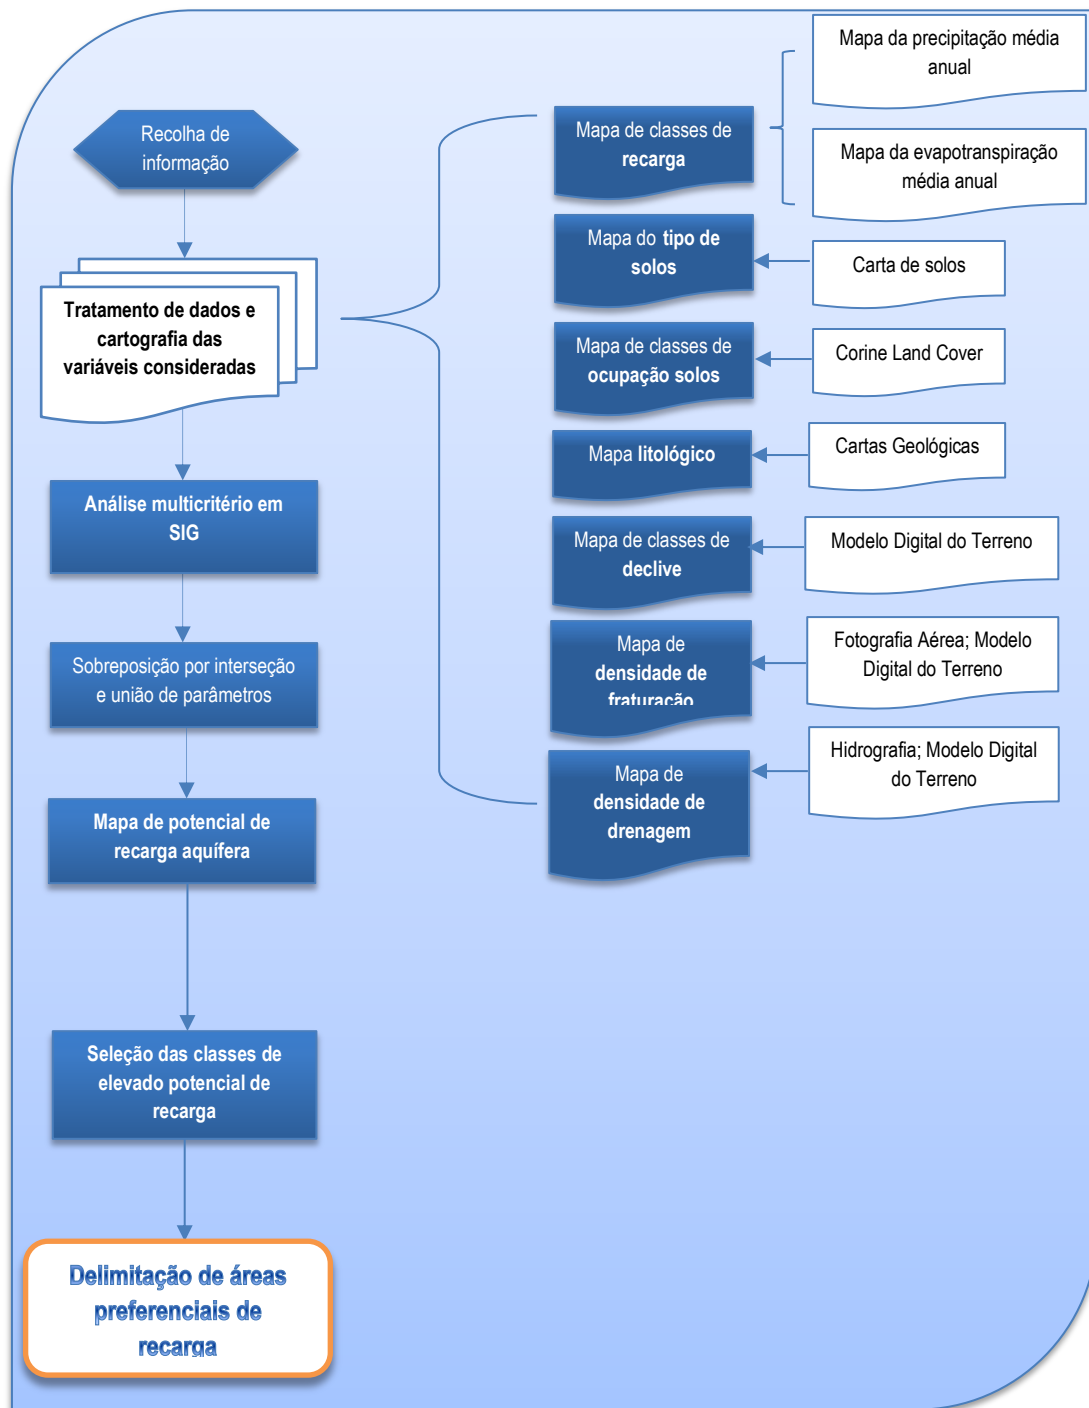 Recolha de
informação
Tratamento de dados e
cartografia das
variáveis consideradas
Análise multicritério em
SIG
Sobreposição por interseção
e união de parâmetros
Mapa de potencial de
recarga aquífera
Seleção das classes de
elevado potencial de
recarga
Delimitação de áreas
preferenciais de
recarga
Mapa de classes de
recarga
Mapa do tipo de
solos
Mapa de classes de
ocupação solos
Mapa litológico
Mapa de classes de
declive
Mapa de
densidade de
fraturação
Mapa de
densidade de
drenagem
Mapa da precipitação média
anual
Mapa da evapotranspiração
média anual
Carta de solos
Corine Land Cover
Cartas Geológicas
Modelo Digital do Terreno
Fotografia Aérea; Modelo
Digital do Terreno
Hidrografia; Modelo Digital
do Terreno